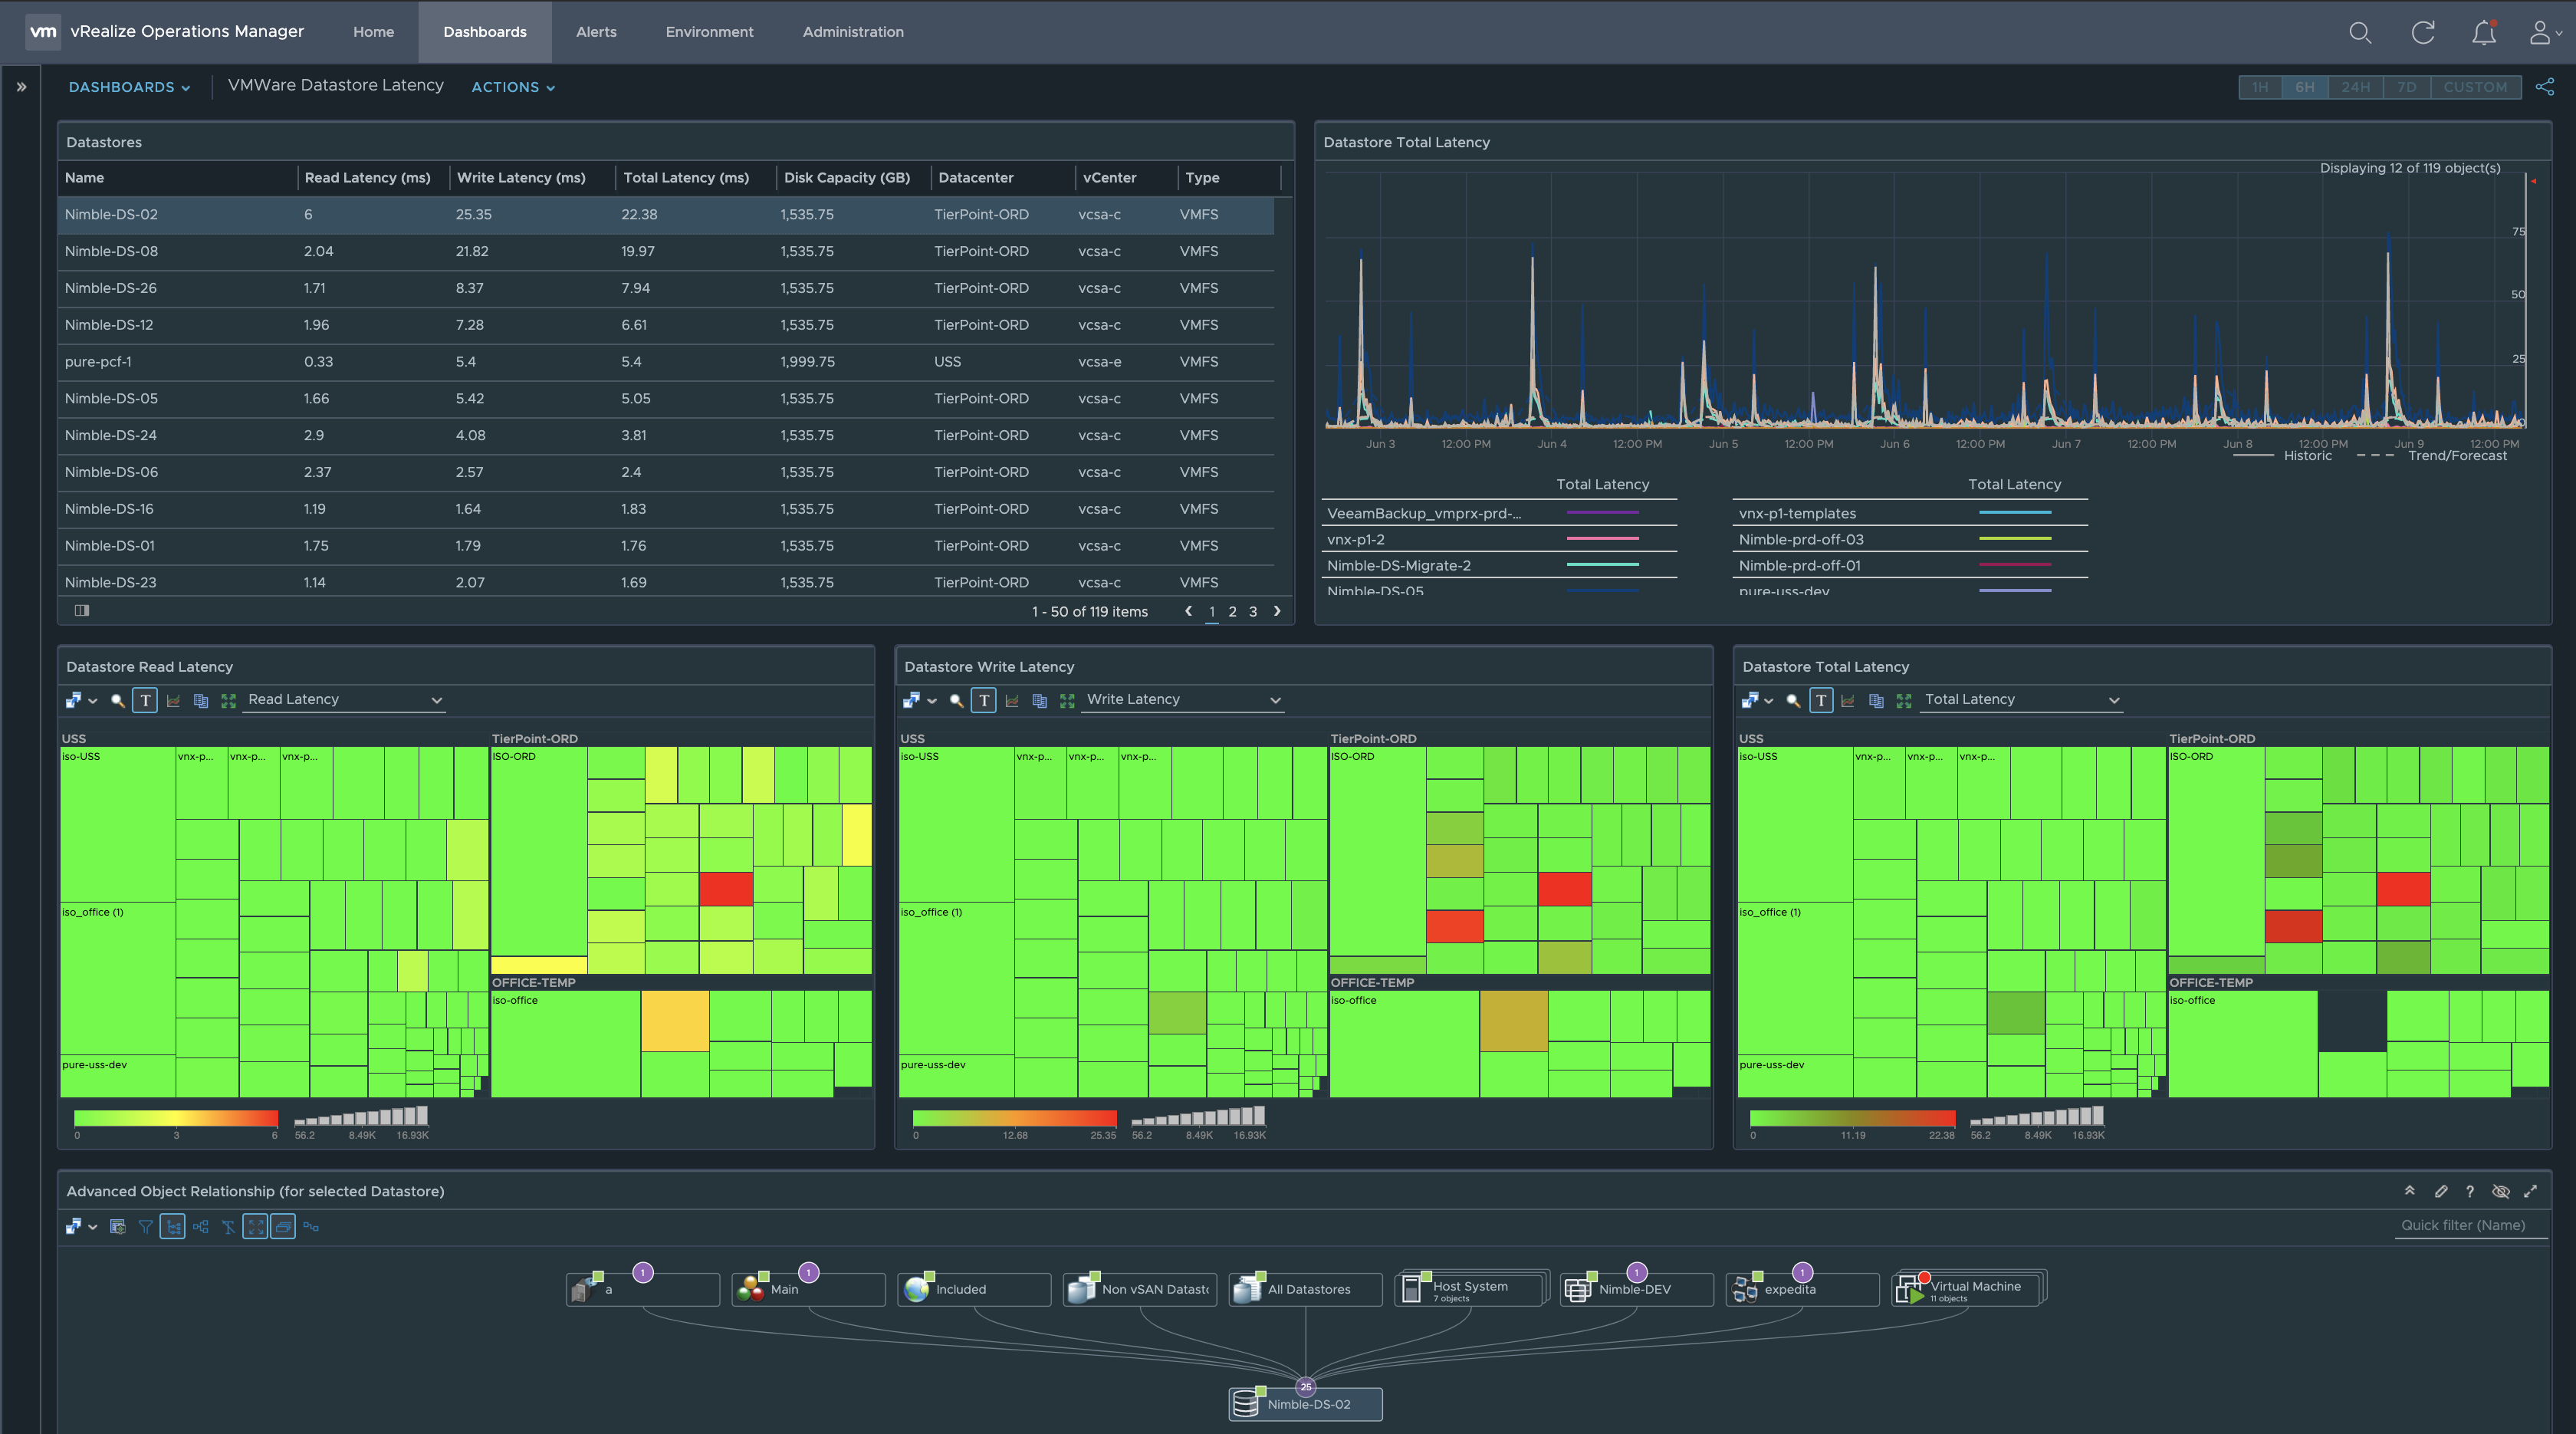 vm vRealize Operations Manager Home Dashboards Alerts Environment Administration
DASHBOARDS VMWare Datastore Latency ACTIONS 1H 6H 24H 7D CUSTOM
Datastores
Name Read Latency (ms) Write Latency (ms) Total Latency (ms) Disk Capacity (GB) Datacenter vCenter Type
Nimble-DS-02 6 25.35 22.38 1,535.75 TierPoint-ORD vcsa-c VMFS
Nimble-DS-08 2.04 21.82 19.97 1,535.75 TierPoint-ORD vcsa-c VMFS
Nimble-DS-26 1.71 8.37 7.94 1,535.75 TierPoint-ORD vcsa-c VMFS
Nimble-DS-12 1.96 7.28 6.61 1,535.75 TierPoint-ORD vcsa-c VMFS
pure-pcf-1 0.33 5.4 5.4 1,999.75 USS vcsa-e VMFS
Nimble-DS-05 1.66 5.42 5.05 1,535.75 TierPoint-ORD vcsa-c VMFS
Nimble-DS-24 2.9 4.08 3.81 1,535.75 TierPoint-ORD vcsa-c VMFS
Nimble-DS-06 2.37 2.57 2.4 1,535.75 TierPoint-ORD vcsa-c VMFS
Nimble-DS-16 1.19 1.64 1.83 1,535.75 TierPoint-ORD vcsa-c VMFS
Nimble-DS-01 1.75 1.79 1.76 1,535.75 TierPoint-ORD vcsa-c VMFS
Nimble-DS-23 1.14 2.07 1.69 1,535.75 TierPoint-ORD vcsa-c VMFS
1 - 50 of 119 items 1 2 3
Datastore Total Latency
Displaying 12 of 119 object(s)
75
50
25
0
Jun 3 12:00 PM Jun 4 12:00 PM Jun 5 12:00 PM Jun 6 12:00 PM Jun 7 12:00 PM Jun 8 12:00 PM Jun 9 12:00 PM
Historic Trend/Forecast
Total Latency Total Latency
VeeamBackup_vmprx-prd-... vnx-p1-templates
vnx-p1-2 Nimble-prd-off-03
Nimble-DS-Migrate-2 Nimble-prd-off-01
Nimble-DS-05 pure-uss-dev
Datastore Read Latency
T Read Latency
USS TierPoint-ORD
iso-USS vnx-p... vnx-p... vnx-p... ISO-ORD
iso_office (1)
OFFICE-TEMP
iso-office
pure-uss-dev
0 3 6 56.2 8.49K 16.93K
Datastore Write Latency
T Write Latency
USS TierPoint-ORD
iso-USS vnx-p... vnx-p... vnx-p... ISO-ORD
iso_office (1)
OFFICE-TEMP
iso-office
pure-uss-dev
0 12.68 25.35 56.2 8.49K 16.93K
Datastore Total Latency
T Total Latency
USS TierPoint-ORD
iso-USS vnx-p... vnx-p... vnx-p... ISO-ORD
iso_office (1)
OFFICE-TEMP
iso-office
pure-uss-dev
0 11.19 22.38 56.2 8.49K 16.93K
Advanced Object Relationship (for selected Datastore) ?
Quick filter (Name)
1 1 1 1
a Main Included Non vSAN Datast All Datastores Host System Nimble-DEV expedita Virtual Machine
7 objects 11 objects
25
Nimble-DS-02